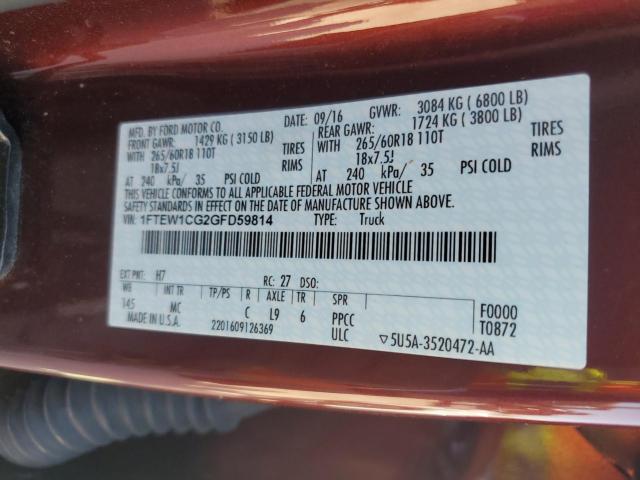 MFD. BY FORD MOTOR CO.
DATE: 09/16 GVWR: 3084 KG ( 6800 LB)
FRONT GAWR: 1429 KG ( 3150 LB) REAR GAWR: 1724 KG ( 3800 LB)
WITH 265/60R18 110T TIRES WITH 265/60R18 110T TIRES
18x7.5J RIMS 18x7.5J RIMS
AT 240 kPa/ 35 PSI COLD AT 240 kPa/ 35 PSI COLD
THIS VEHICLE CONFORMS TO ALL APPLICABLE FEDERAL MOTOR VEHICLE
SAFETY STANDARDS IN EFFECT ON THE DATE OF MANUFACTURE SHOWN ABOVE.
VIN: 1FTEW1CG2GFD59814 TYPE: Truck
EXT PNT: H7 RC: 27 DSO:
WB INT TR TP/PS R AXLE TR SPR
145 MC C L9 6 PPCC F0000
MADE IN U.S.A. 2201609126369 ULC ▽5U5A-3520472-AA T0872